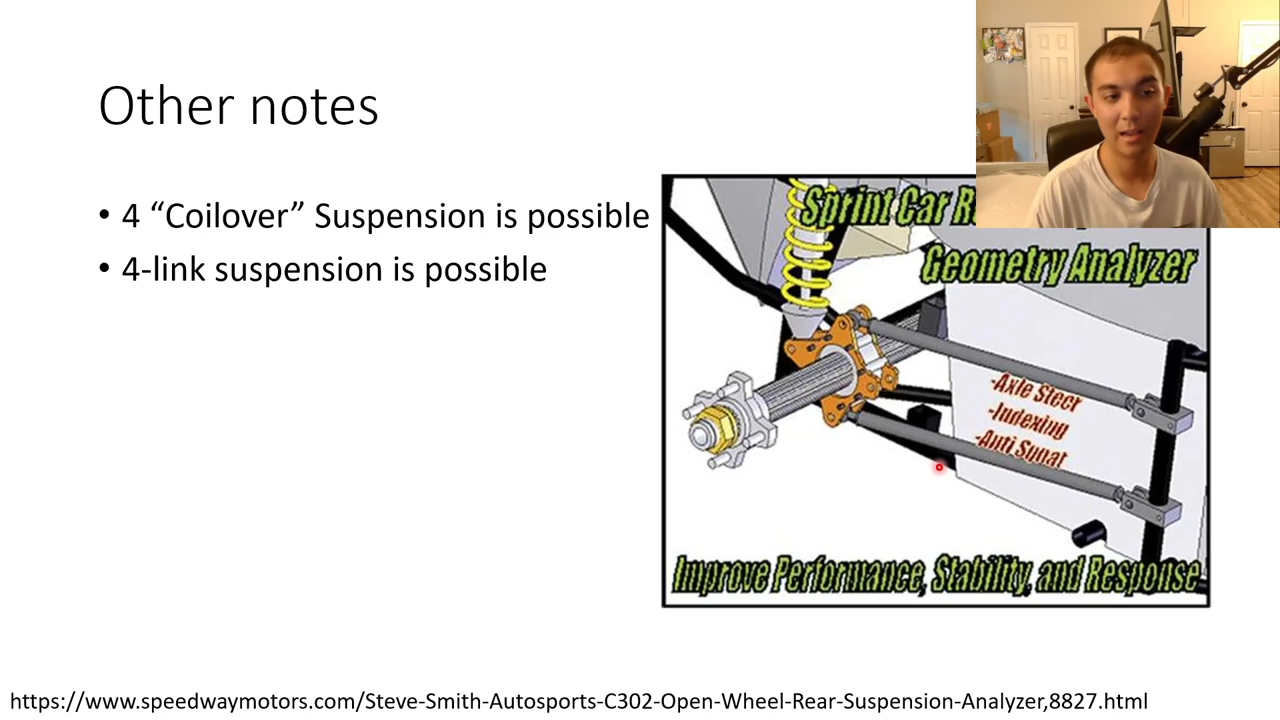 Other notes
• 4 “Coilover” Suspension is possible
• 4-link suspension is possible
Sprint Car R
Geometry Analyzer
-Axle Steer
-Indexing
-Anti Squat
Improve Performance, Stability, and Response
https://www.speedwaymotors.com/Steve-Smith-Autosports-C302-Open-Wheel-Rear-Suspension-Analyzer,8827.html